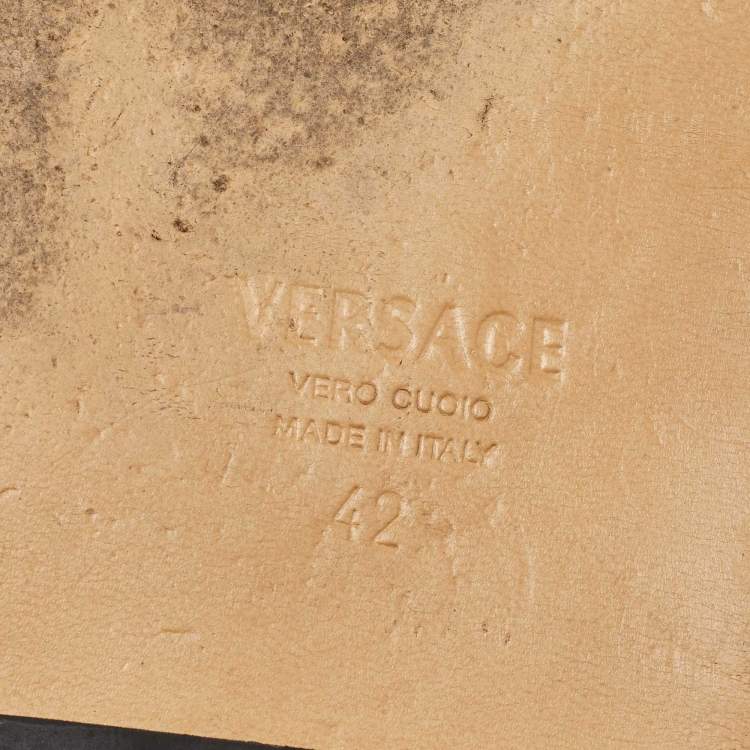 VERSACE
VERO CUOIO
MADE IN ITALY
42